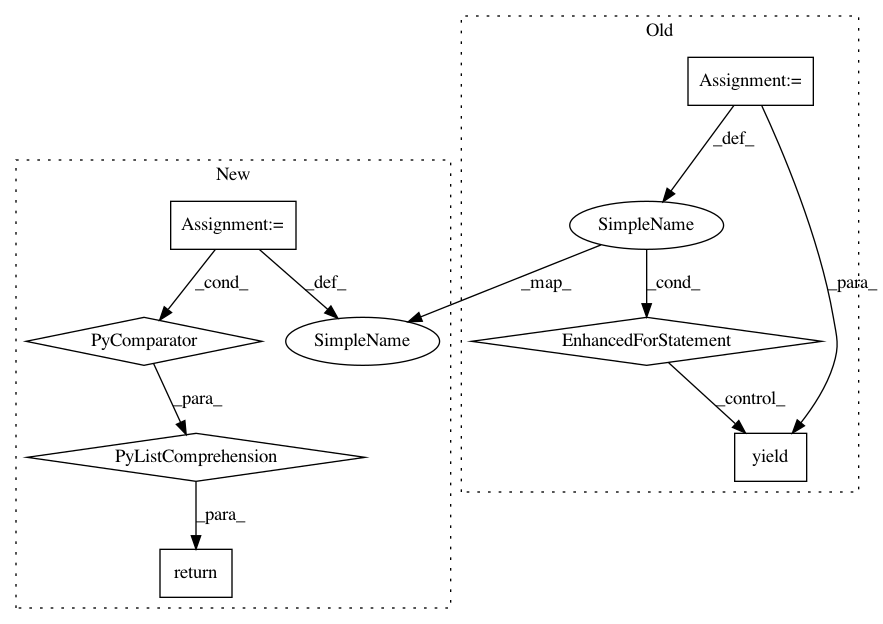 Old
Assignment:=
_def_
New
Assignment:=
SimpleName
_cond_
_def_
_map_
_cond_
_para_
PyComparator
SimpleName
EnhancedForStatement
_para_
_control_
PyListComprehension
yield
_para_
return